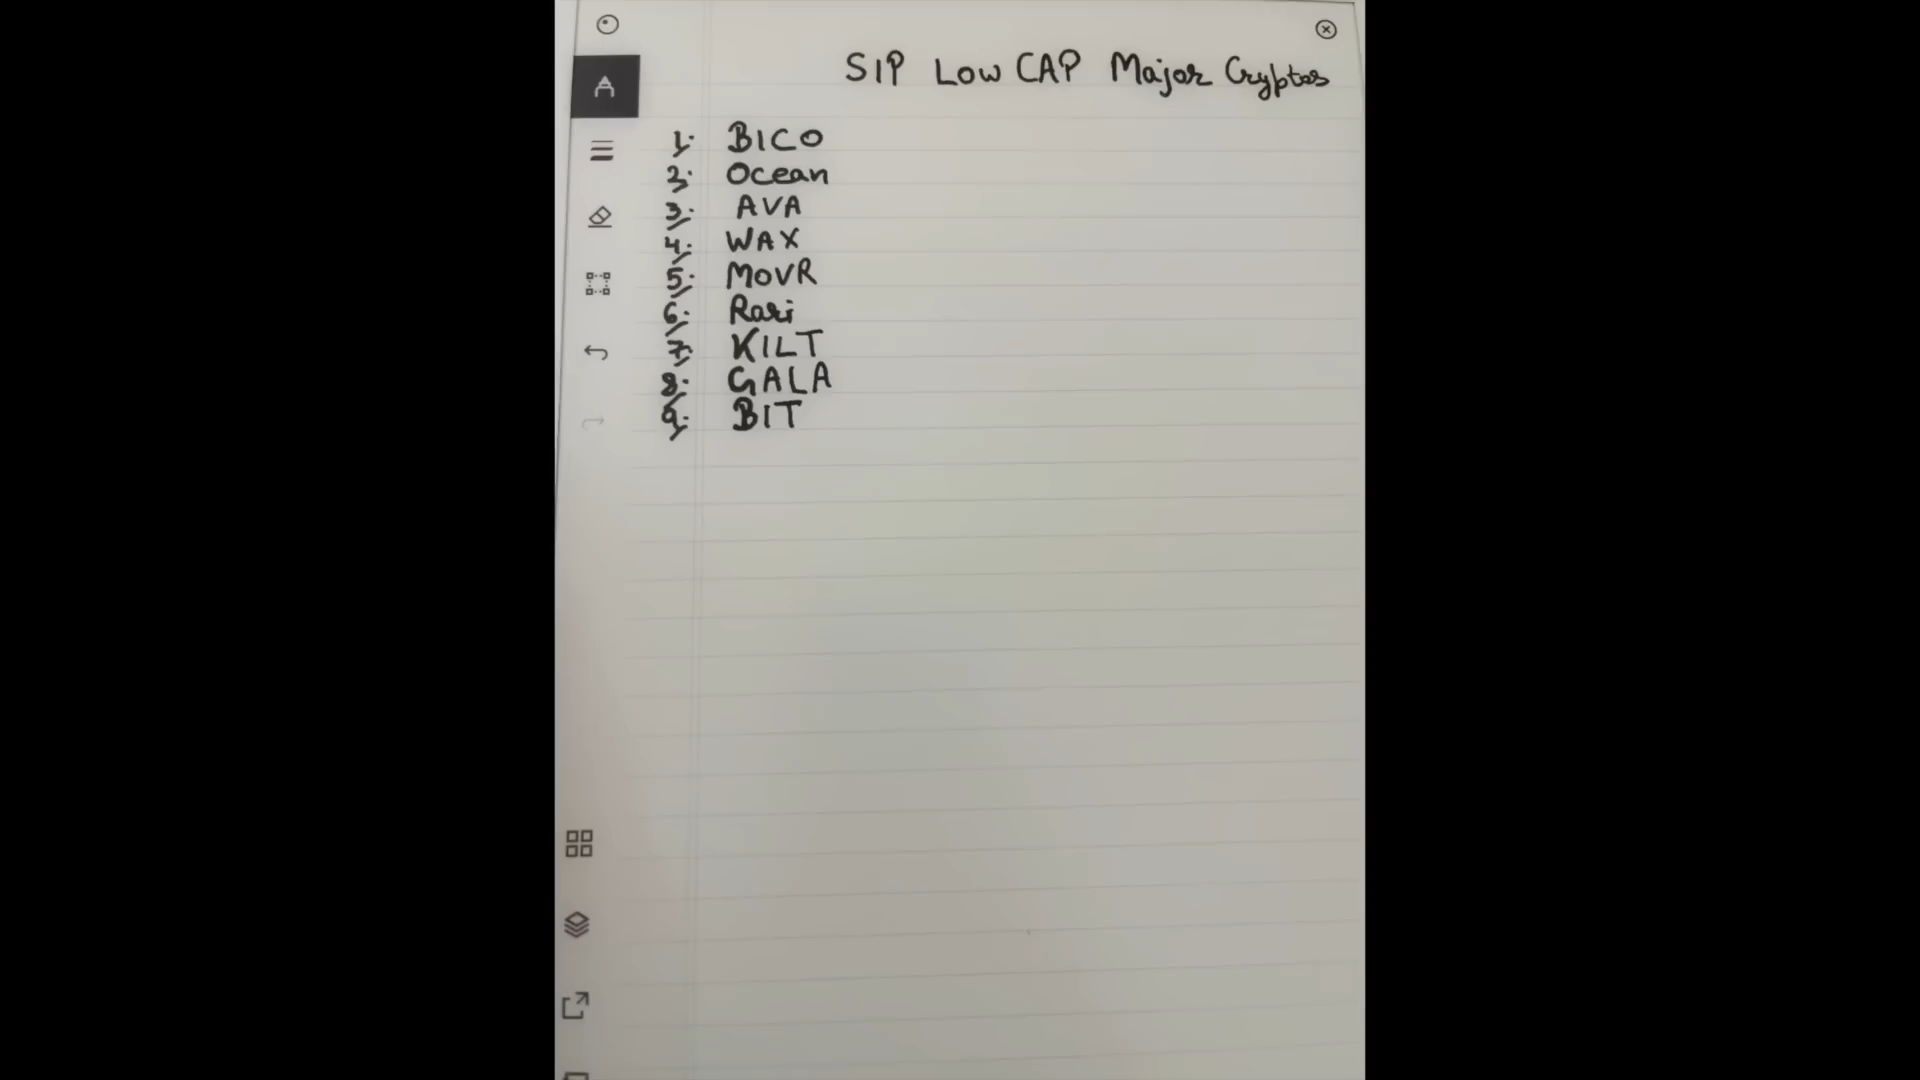 SIP Low CAP Major Cryptos
1. BICO
2. Ocean
3. AVA
4. WAX
5. MOVR
6. Rari
7. KILT
8. GALA
9. BIT